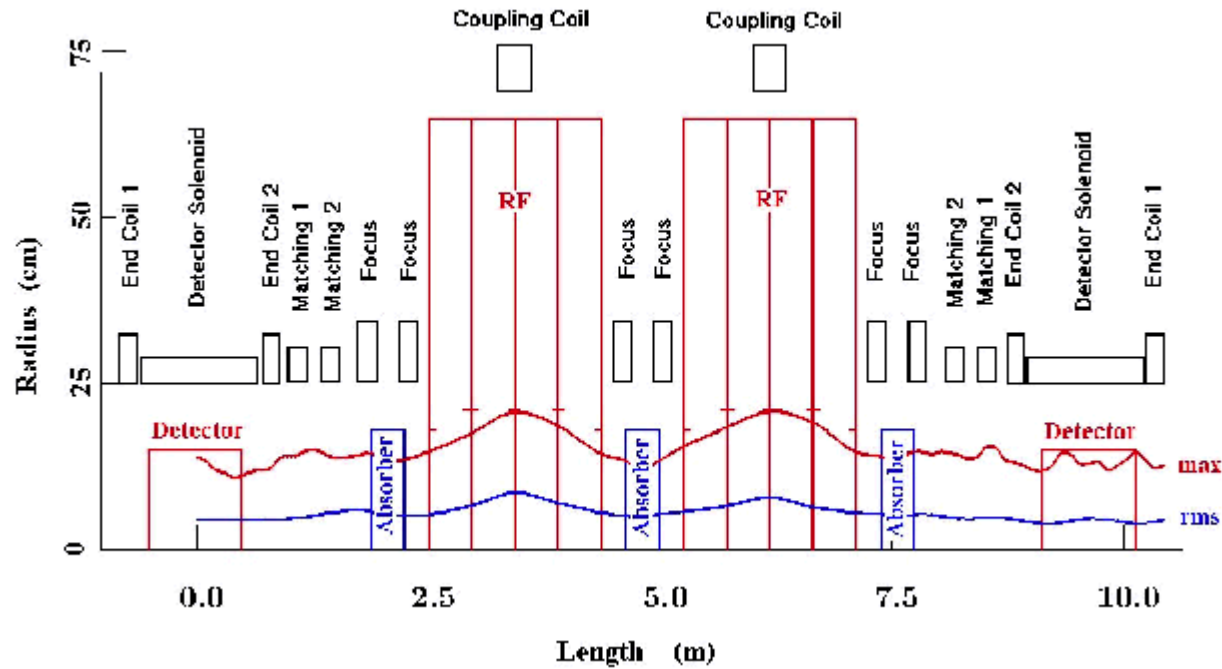 Coupling Coil
Coupling Coil
75
50
25
0
Radius (cm)
End Coil 1
Detector Solenoid
End Coil 2
Matching 1
Matching 2
Focus
Focus
RF
Focus
Focus
RF
Focus
Focus
Matching 2
Matching 1
End Coil 2
Detector Solenoid
End Coil 1
Detector
Absorber
Absorber
Absorber
Detector
max
rms
0.0
2.5
5.0
7.5
10.0
Length (m)